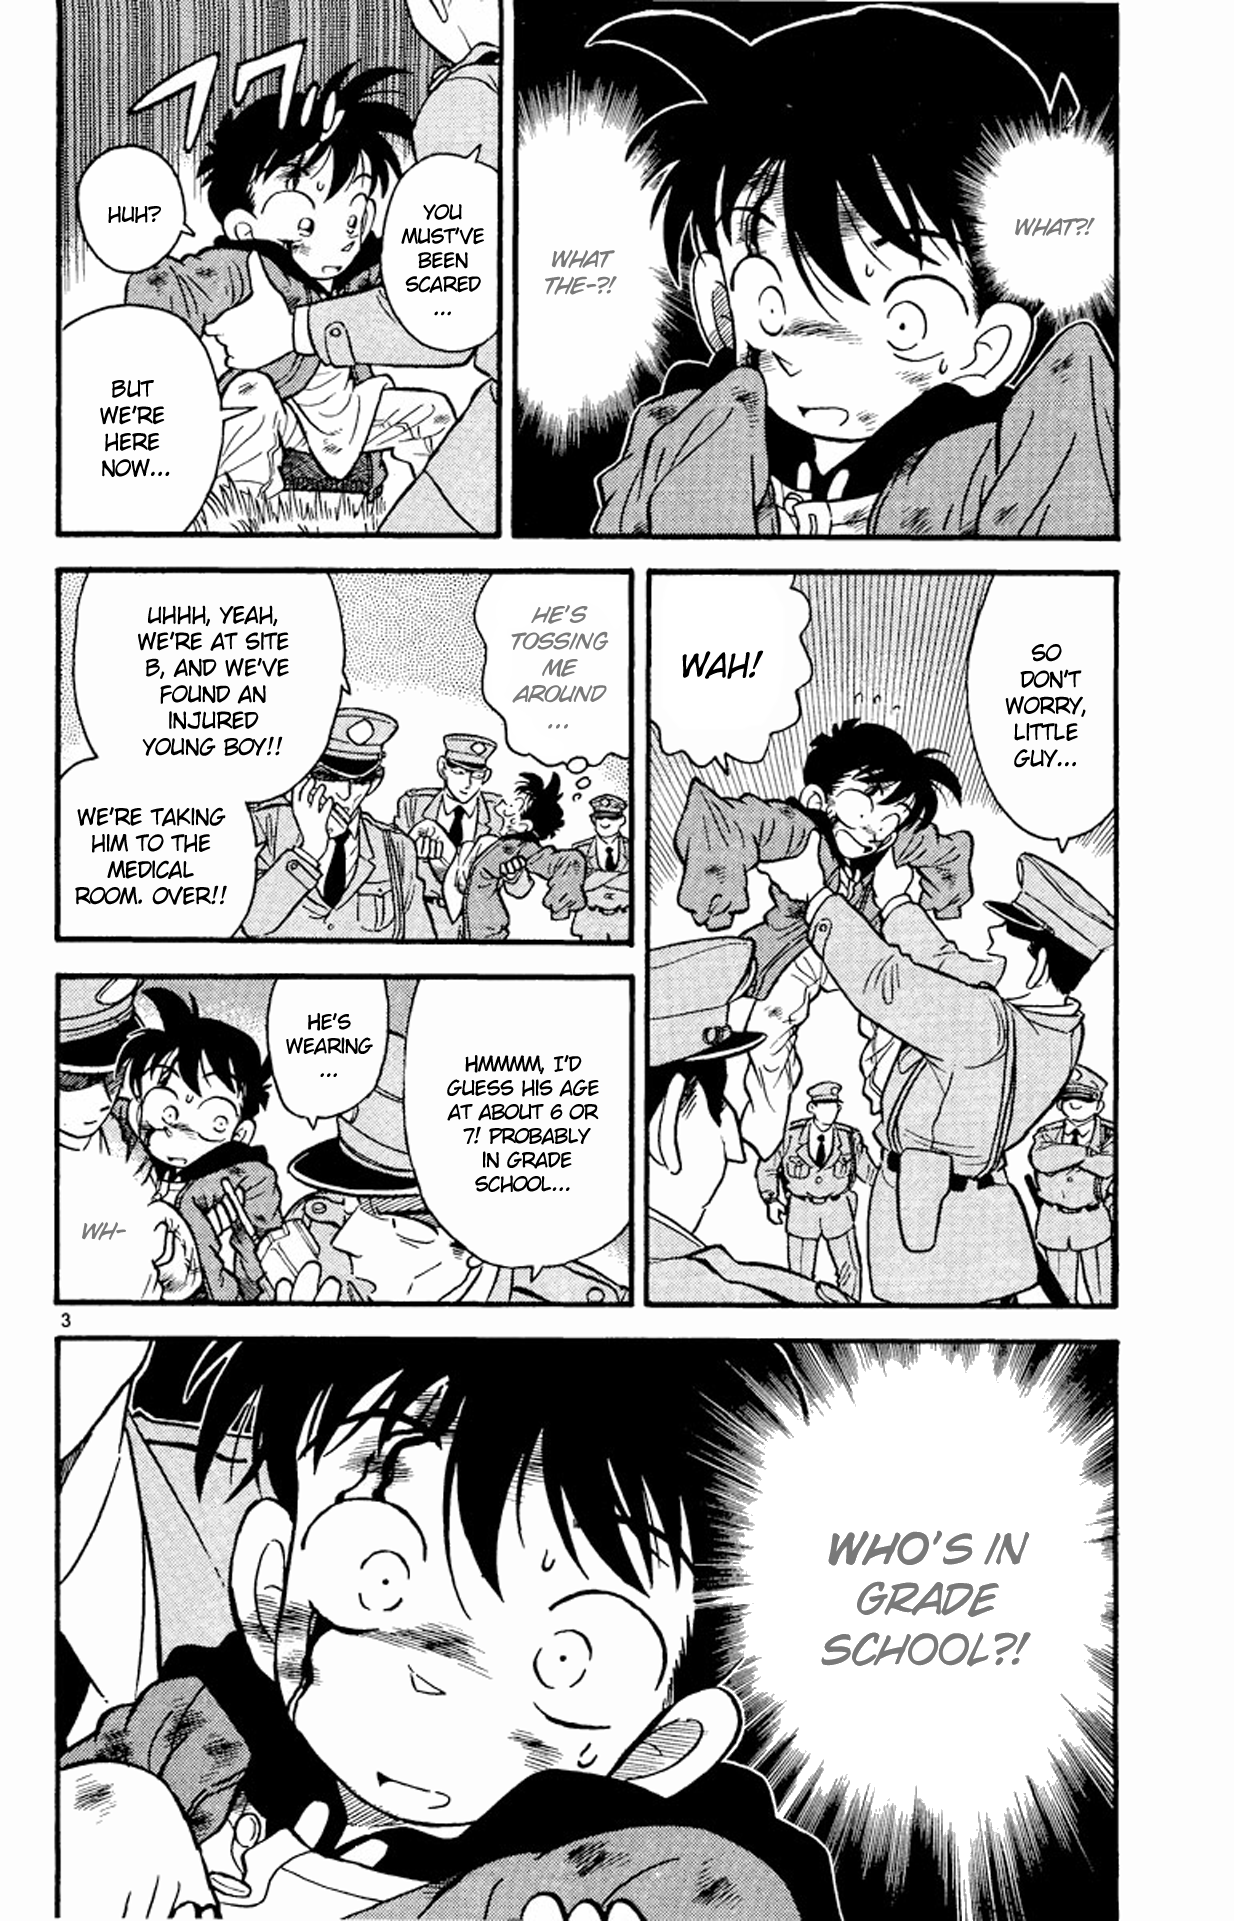 WHAT?!
WHAT
THE-?!
YOU
MUST'VE
BEEN
SCARED
...
HUH?
BUT
WE'RE
HERE
NOW...
フワッ
SO
DON'T
WORRY,
LITTLE
GUY...
WAH!
HE'S
TOSSING
ME
AROUND
...
UHHH, YEAH,
WE'RE AT SITE
B, AND WE'VE
FOUND AN
INJURED
YOUNG BOY!!
WE'RE TAKING
HIM TO THE
MEDICAL
ROOM. OVER!!
HMMMM, I'D
GUESS HIS AGE
AT ABOUT 6 OR
7! PROBABLY
IN GRADE
SCHOOL...
HE'S
WEARING
...
WH-
3
WHO'S IN
GRADE
SCHOOL?!